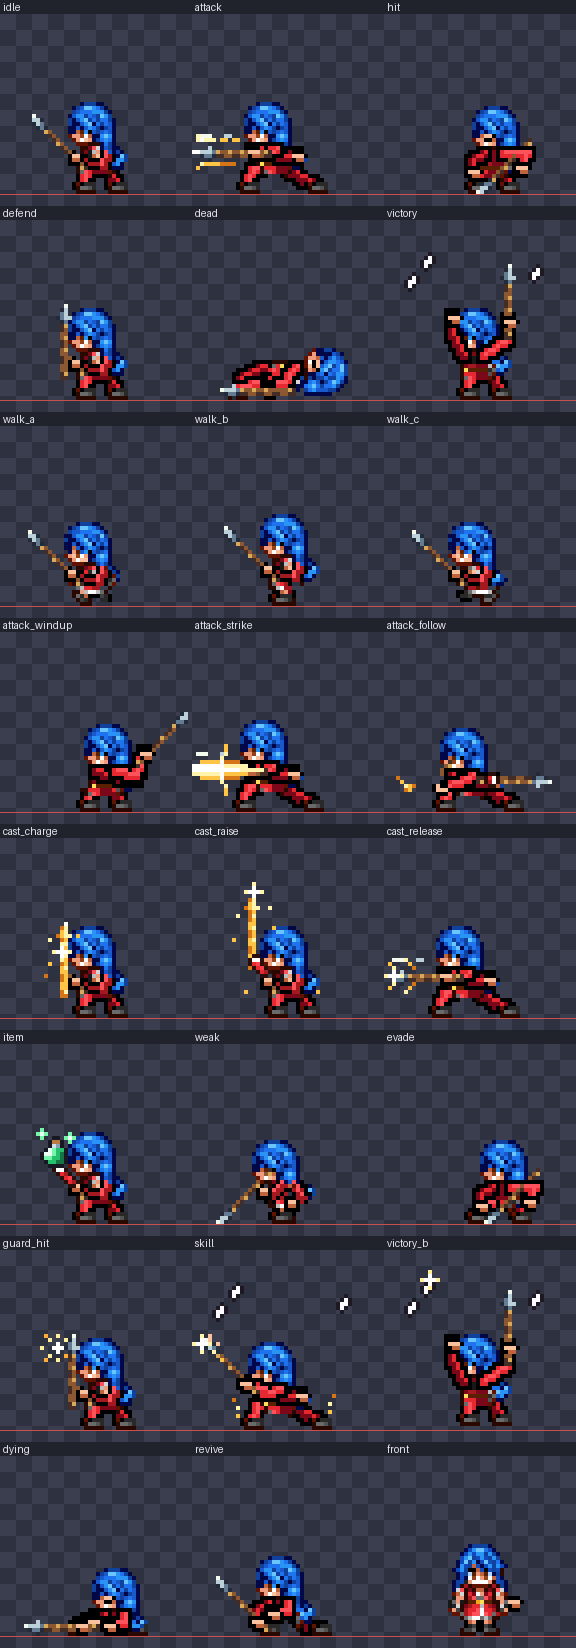 idle attack hit
defend dead victory
walk_a walk_b walk_c
attack_windup attack_strike attack_follow
cast_charge cast_raise cast_release
item weak evade
guard_hit skill victory_b
dying revive front